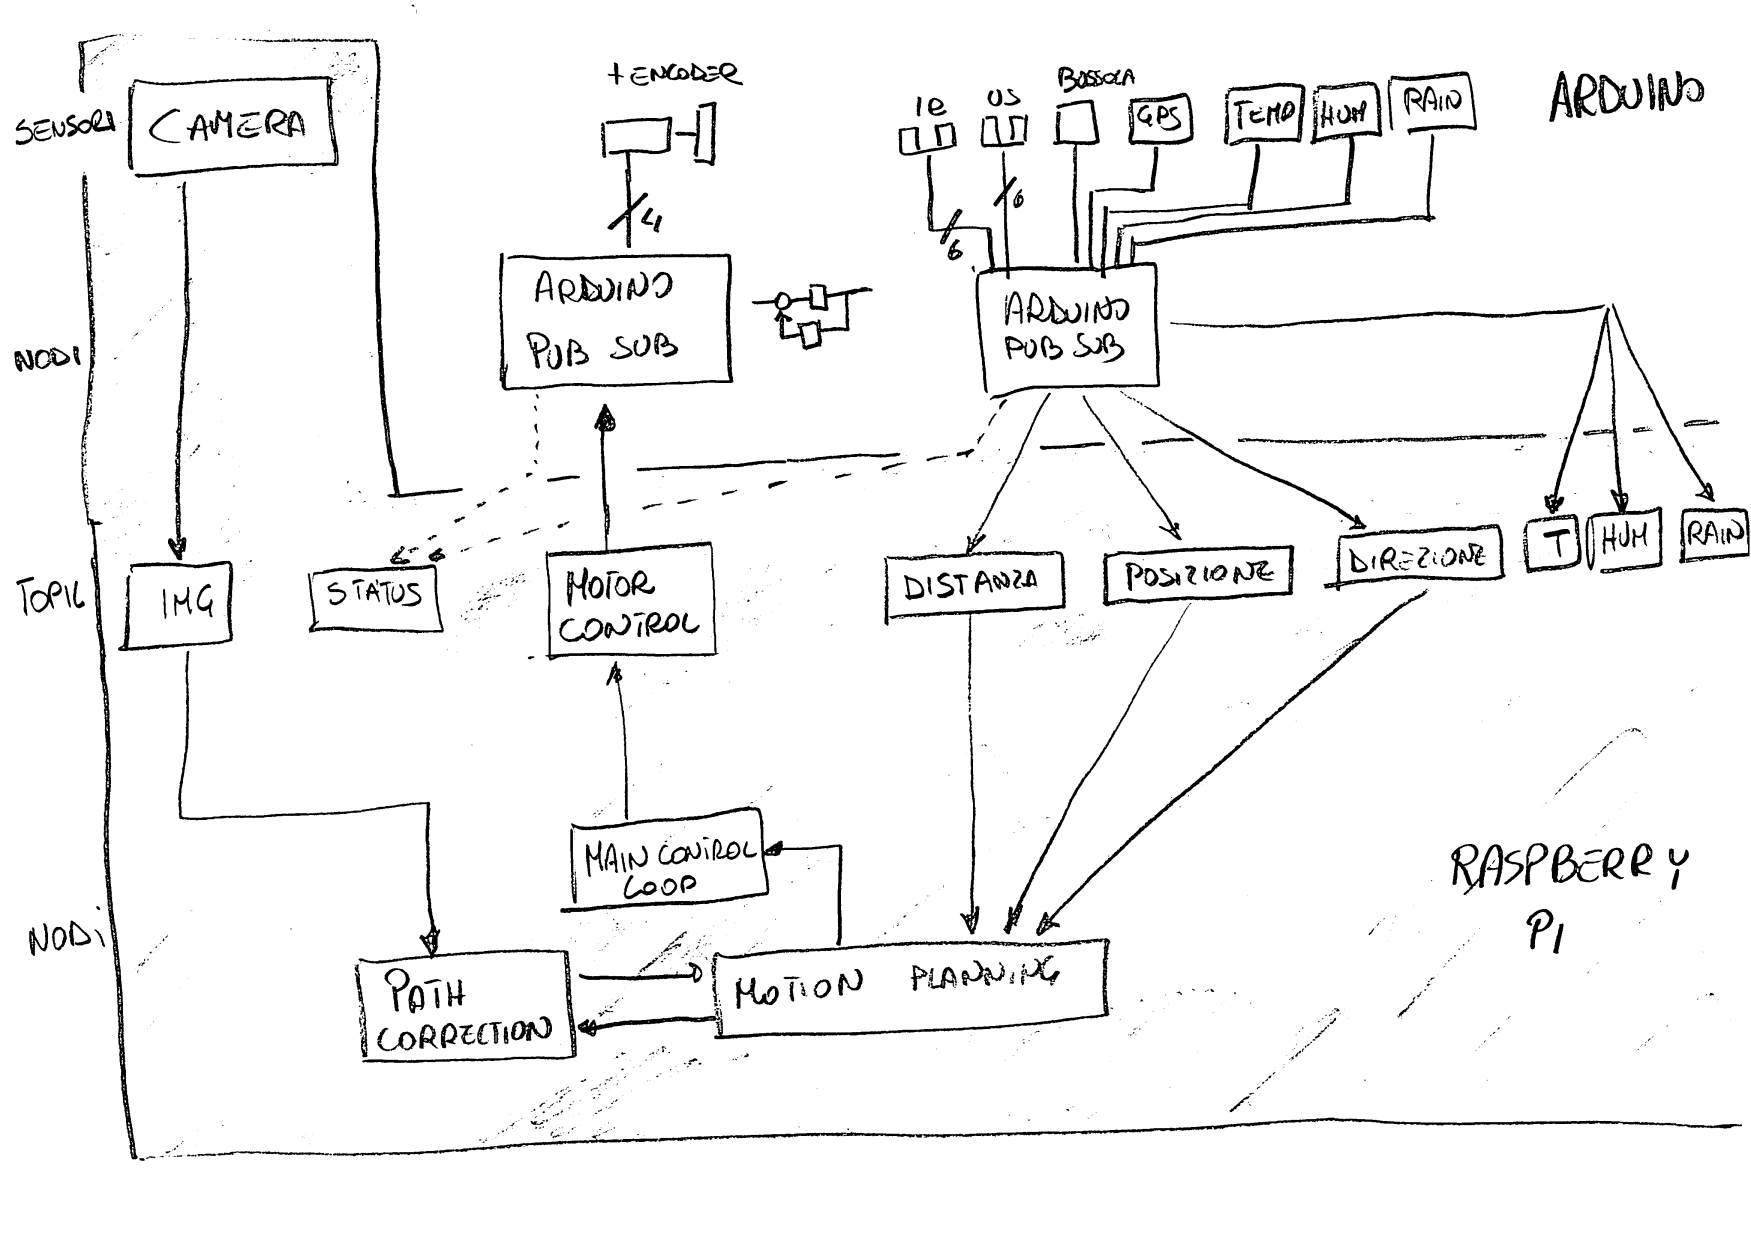 + ENCODER
IR
US
BUSSOLA
SENSORI
CAMERA
GPS
TEMP
HUM
RAIN
ARDUINO
4
6
6
ARDUINO
PUB SUB
ARDUINO
PUB SUB
NODI
TOPIC
IMG
STATUS
MOTOR
CONTROL
DISTANZA
POSIZIONE
DIREZIONE
T
HUM
RAIN
MAIN CONTROL
LOOP
RASPBERRY
PI
NODi
PATH
CORRECTION
MOTION PLANNING